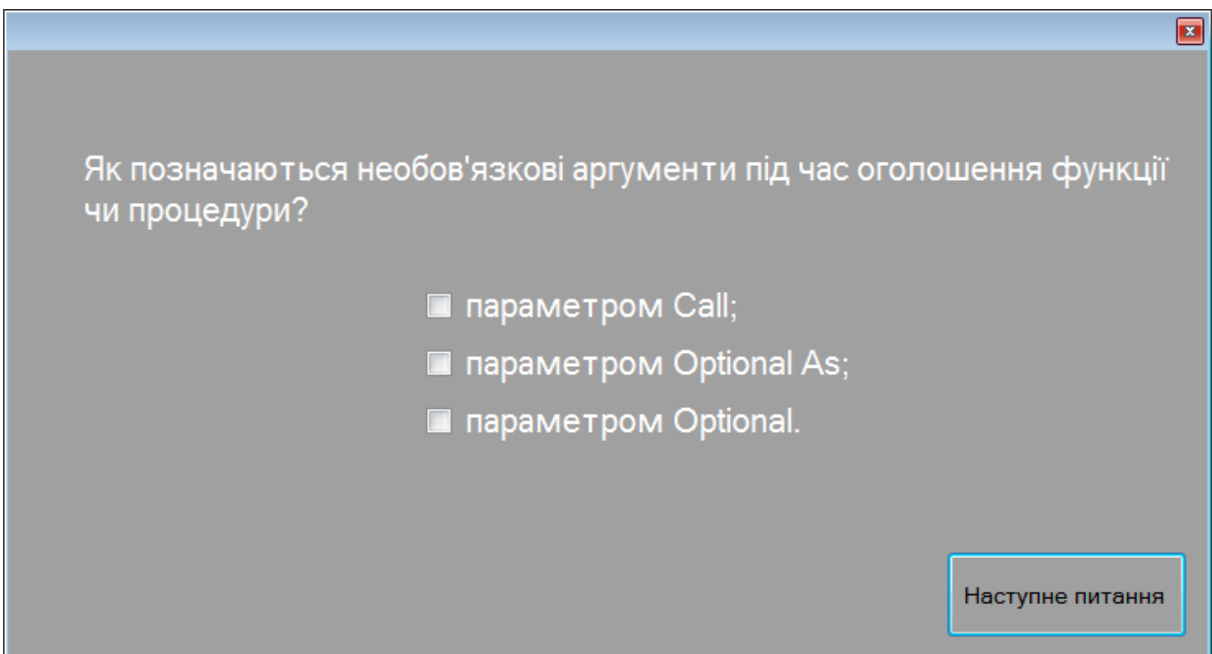 Як позначаються необов'язкові аргументи під час оголошення функції
чи процедури?
параметром Call;
параметром Optional As;
параметром Optional.
Наступне питання